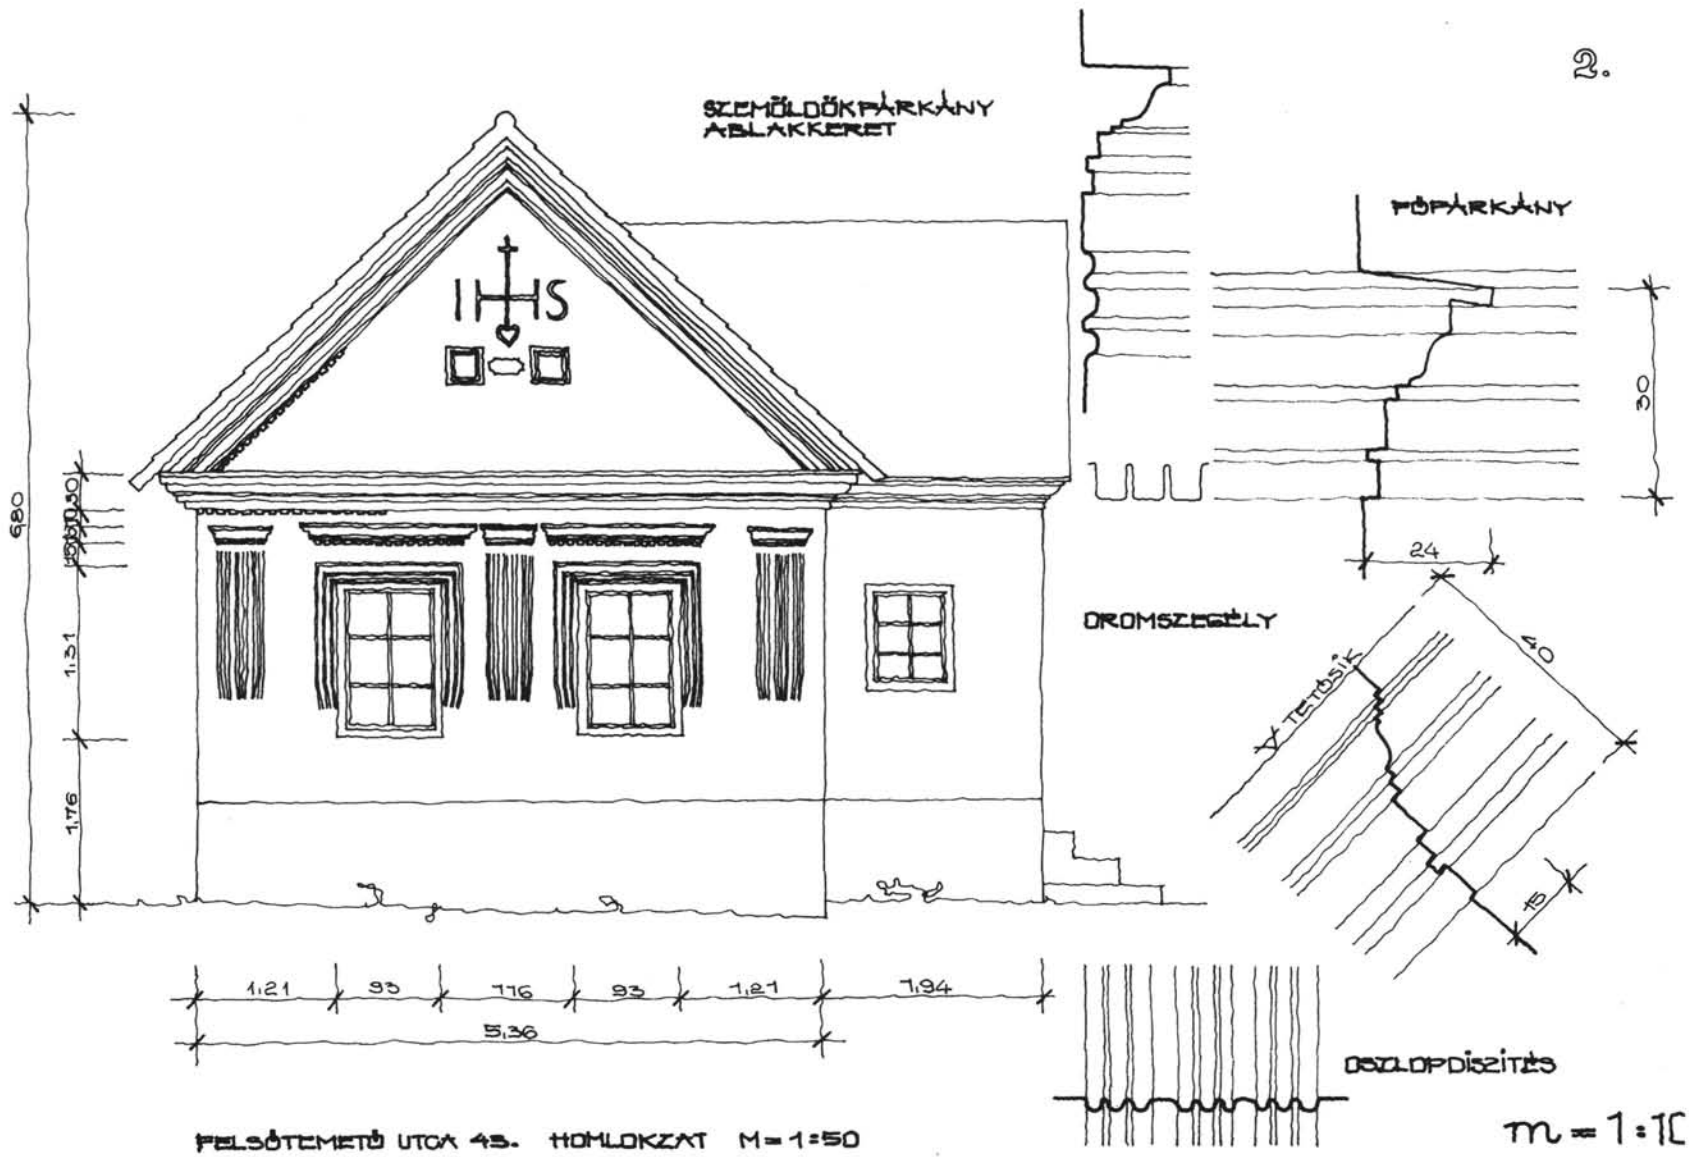 2.
SZEMÖLDÖKPÁRKÁNY
ABLAKKERET
FŐPÁRKÁNY
IHS
30
24
680
30
1,31
1,76
OROMSZEGÉLY
TETŐSÍK
40
15
1,21 93 116 93 1,21 1,94
5,36
OSZLOPDÍSZÍTÉS
FELSŐTEMETŐ UTCA 43. HOMLOKZAT M=1:50
m=1:10